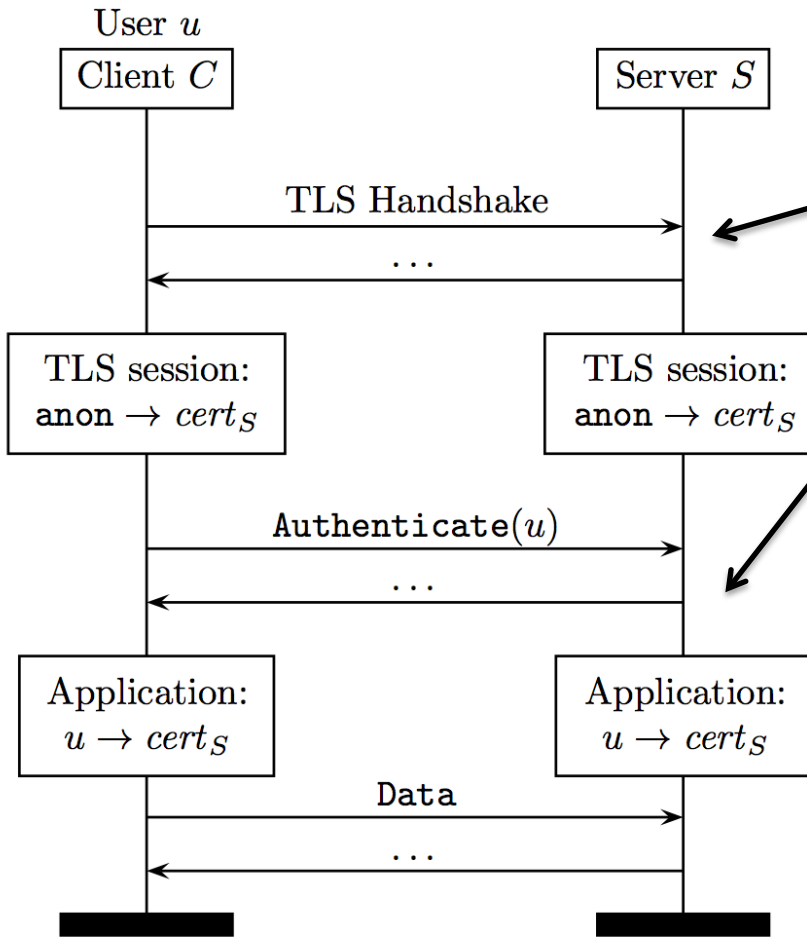 User u
Client C
Server S
TLS Handshake
...
TLS session:
anon → cert_S
TLS session:
anon → cert_S
Authenticate(u)
...
Application:
u → cert_S
Application:
u → cert_S
Data
...